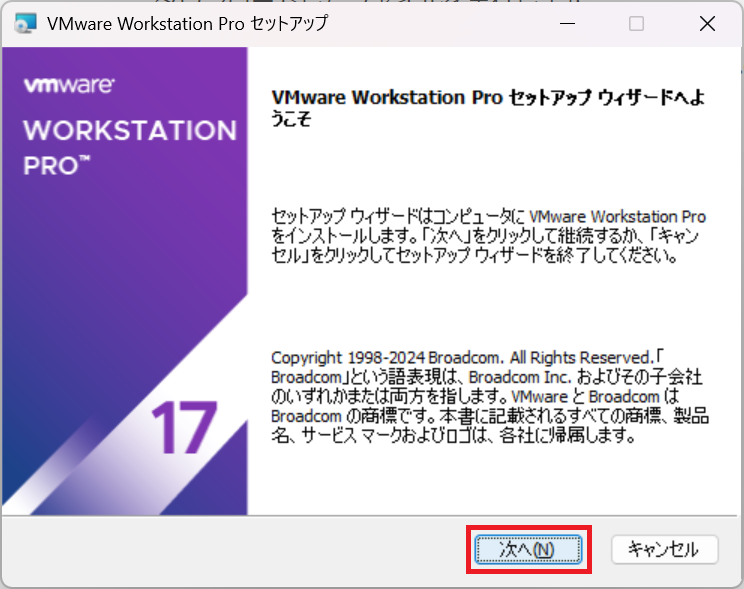 VMware Workstation Pro セットアップ
vmware®
WORKSTATION
PRO™
17
VMware Workstation Pro セットアップ ウィザードへよ
うこそ
セットアップ ウィザードはコンピュータに VMware Workstation Pro
をインストールします。「次へ」をクリックして継続するか、「キャン
セル」をクリックしてセットアップ ウィザードを終了してください。
Copyright 1998-2024 Broadcom. All Rights Reserved.「
Broadcom」という語表現は、Broadcom Inc. およびその子会社
のいずれかまたは両方を指します。VMware と Broadcom は
Broadcom の商標です。本書に記載されるすべての商標、製品
名、サービス マークおよびロゴは、各社に帰属します。
次へ(N)
キャンセル